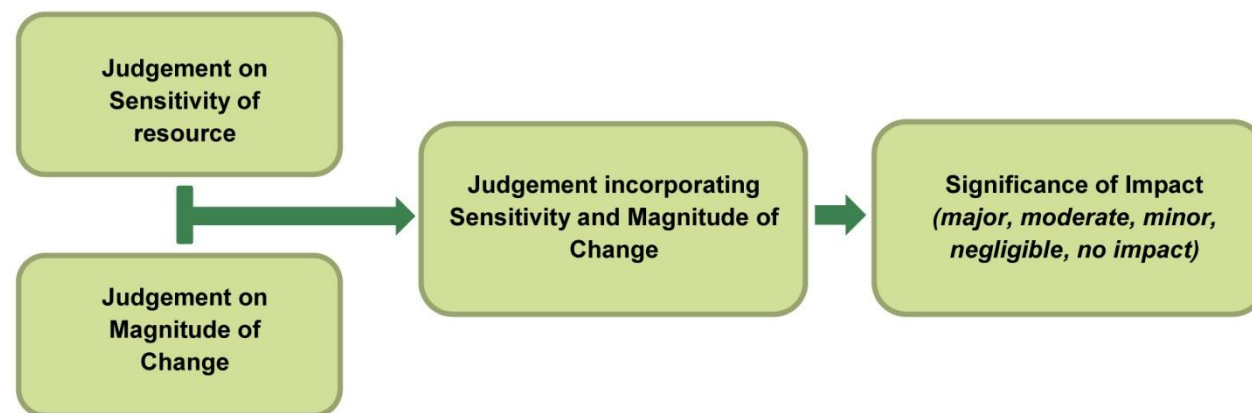 Judgement on
Sensitivity of
resource
Judgement on
Magnitude of
Change
Judgement incorporating
Sensitivity and Magnitude of
Change
Significance of Impact
(major, moderate, minor,
negligible, no impact)